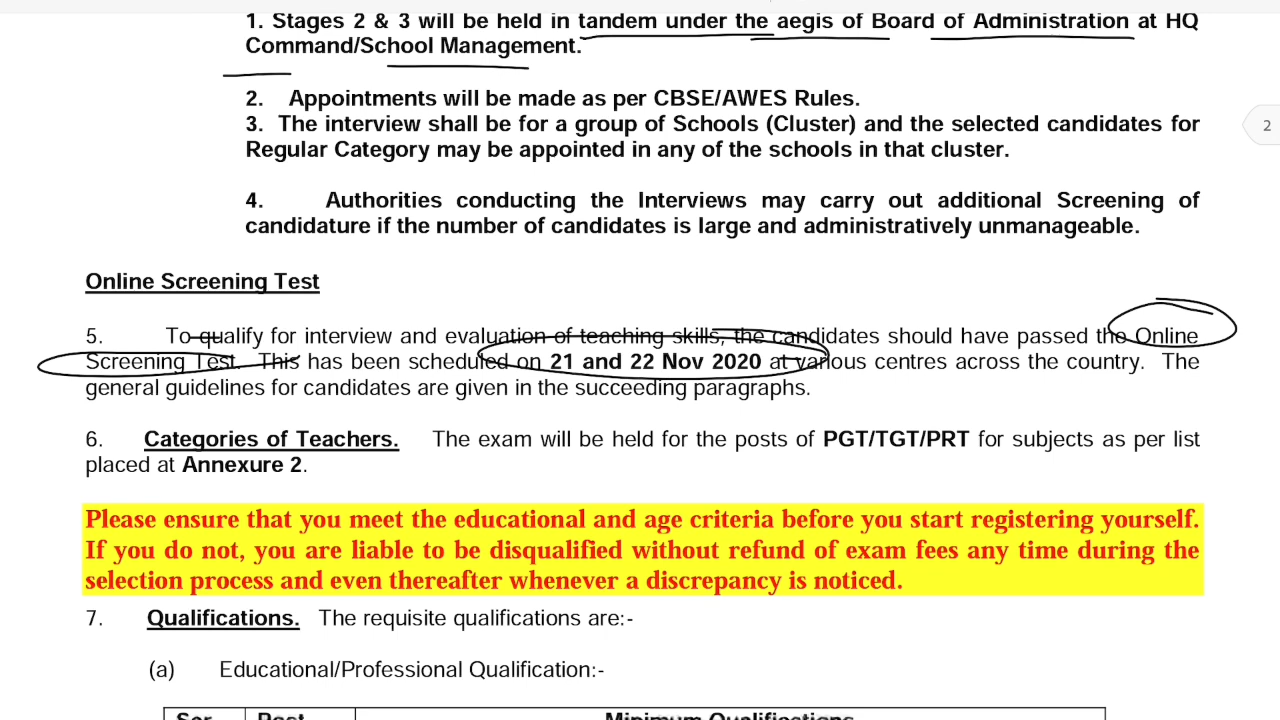 1. Stages 2 & 3 will be held in tandem under the aegis of Board of Administration at HQ
Command/School Management.
2. Appointments will be made as per CBSE/AWES Rules.
3. The interview shall be for a group of Schools (Cluster) and the selected candidates for
Regular Category may be appointed in any of the schools in that cluster.
2
4. Authorities conducting the Interviews may carry out additional Screening of
candidature if the number of candidates is large and administratively unmanageable.
Online Screening Test
5. To qualify for interview and evaluation of teaching skills, the candidates should have passed the Online
Screening Test. This has been scheduled on 21 and 22 Nov 2020 at various centres across the country. The
general guidelines for candidates are given in the succeeding paragraphs.
6. Categories of Teachers. The exam will be held for the posts of PGT/TGT/PRT for subjects as per list
placed at Annexure 2.
Please ensure that you meet the educational and age criteria before you start registering yourself.
If you do not, you are liable to be disqualified without refund of exam fees any time during the
selection process and even thereafter whenever a discrepancy is noticed.
7. Qualifications. The requisite qualifications are:-
(a) Educational/Professional Qualification:-
Ser Post Minimum Qualifications